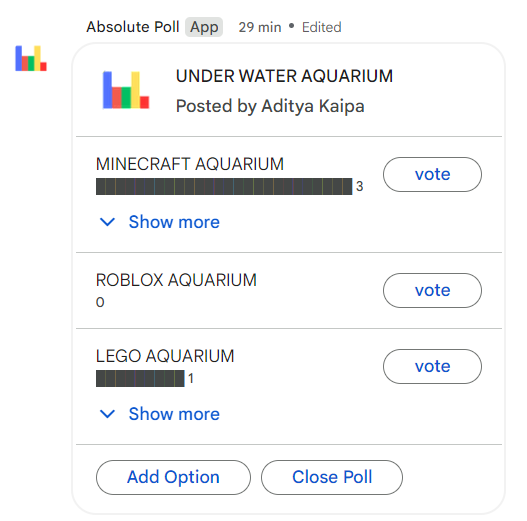 Absolute Poll App 29 min • Edited
UNDER WATER AQUARIUM
Posted by Aditya Kaipa
MINECRAFT AQUARIUM
3
vote
Show more
ROBLOX AQUARIUM
0
vote
LEGO AQUARIUM
1
vote
Show more
Add Option Close Poll